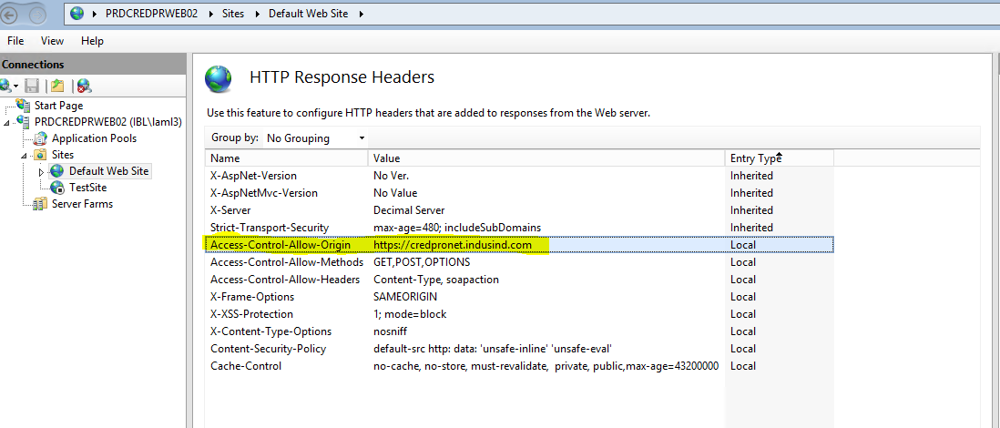 PRDCREDPRWEB02 Sites Default Web Site
File View Help
Connections
Start Page
PRDCREDPRWEB02 (IBL\Iaml3)
Application Pools
Sites
Default Web Site
TestSite
Server Farms
HTTP Response Headers
Use this feature to configure HTTP headers that are added to responses from the Web server.
Group by: No Grouping
Name Value Entry Type
X-AspNet-Version No Ver. Inherited
X-AspNetMvc-Version No Value Inherited
X-Server Decimal Server Inherited
Strict-Transport-Security max-age=480; includeSubDomains Inherited
Access-Control-Allow-Origin https://credpronet.indusind.com Local
Access-Control-Allow-Methods GET,POST,OPTIONS Local
Access-Control-Allow-Headers Content-Type, soapaction Local
X-Frame-Options SAMEORIGIN Local
X-XSS-Protection 1; mode=block Local
X-Content-Type-Options nosniff Local
Content-Security-Policy default-src http: data: 'unsafe-inline' 'unsafe-eval' Local
Cache-Control no-cache, no-store, must-revalidate, private, public,max-age=43200000 Local